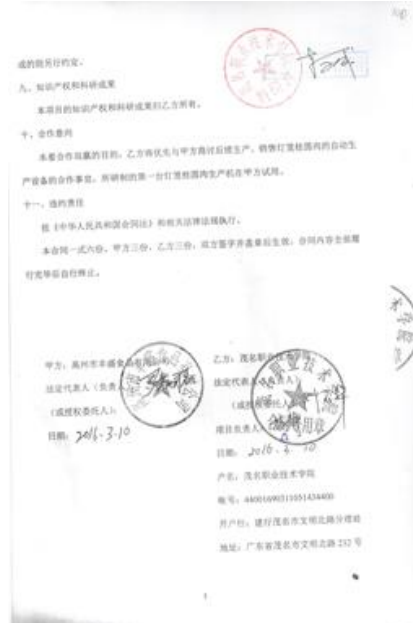 成的则另行约定。
九、知识产权和科研成果
本项目的知识产权和科研成果归乙方所有。
十、合作意向
本着合作双赢的目的，乙方将优先与甲方商讨后续生产、销售打宽桂圆肉的自动生
产设备的合作事宜。所研制的第一台打宽桂圆肉生产机在甲方试用。
十一、违约责任
按《中华人民共和国合同法》和相关法律法规执行。
本合同一式六份，甲方三份，乙方三份，双方签字并盖章后生效，合同内容全部履
行完毕后自行终止。
甲方：高州市丰盛食品有限公司
乙方：茂名职业技术学院
法定代表人（负责人）
法定代表人（负责人）
（或授权委托人）：
（或授权委托人）
项目负责人
日期：2016.3.10
日期：2016.3.10
户名：茂名职业技术学院
账号：44001690311051434400
开户行：建行茂名市文明北路分理处
地址：广东省茂名市文明北路 232 号